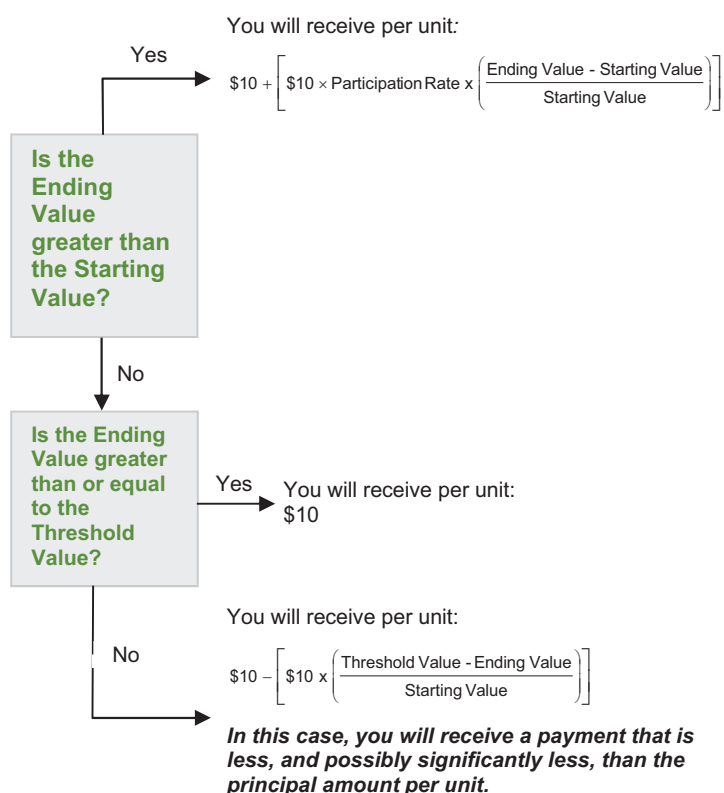 You will receive per unit:
Yes
$10 + [ $10 × Participation Rate x ( Ending Value - Starting Value / Starting Value ) ]
Is the
Ending
Value
greater than
the Starting
Value?
No
Is the Ending
Value greater
than or equal
to the
Threshold
Value?
Yes
You will receive per unit:
$10
You will receive per unit:
No
$10 – [ $10 x ( Threshold Value - Ending Value / Starting Value ) ]
In this case, you will receive a payment that is
less, and possibly significantly less, than the
principal amount per unit.